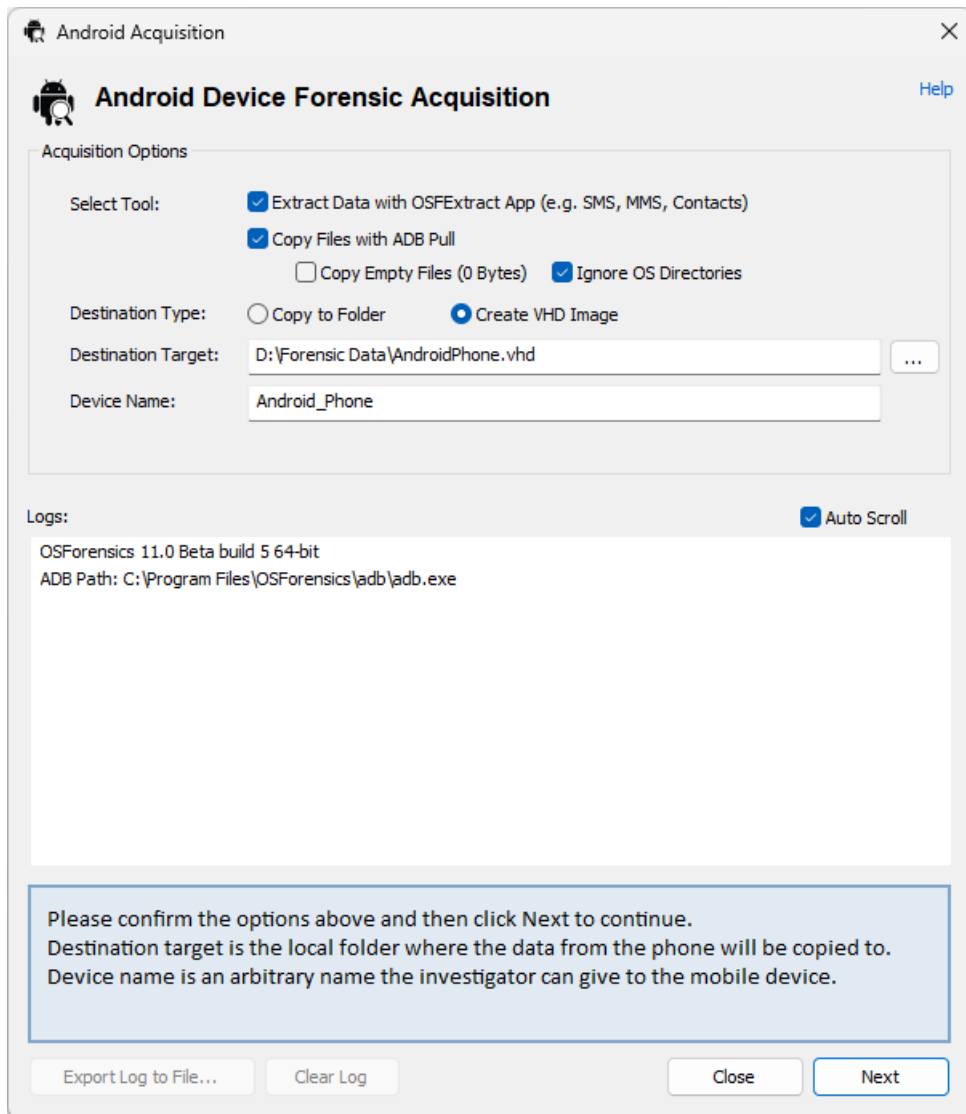 Android Acquisition
Android Device Forensic Acquisition
Help
Acquisition Options
Select Tool:
Extract Data with OSFExtract App (e.g. SMS, MMS, Contacts)
Copy Files with ADB Pull
Copy Empty Files (0 Bytes) Ignore OS Directories
Destination Type: Copy to Folder Create VHD Image
Destination Target: D:\Forensic Data\AndroidPhone.vhd ...
Device Name: Android_Phone
Logs: Auto Scroll
OSForensics 11.0 Beta build 5 64-bit
ADB Path: C:\Program Files\OSForensics\adb\adb.exe
Please confirm the options above and then click Next to continue.
Destination target is the local folder where the data from the phone will be copied to.
Device name is an arbitrary name the investigator can give to the mobile device.
Export Log to File... Clear Log Close Next